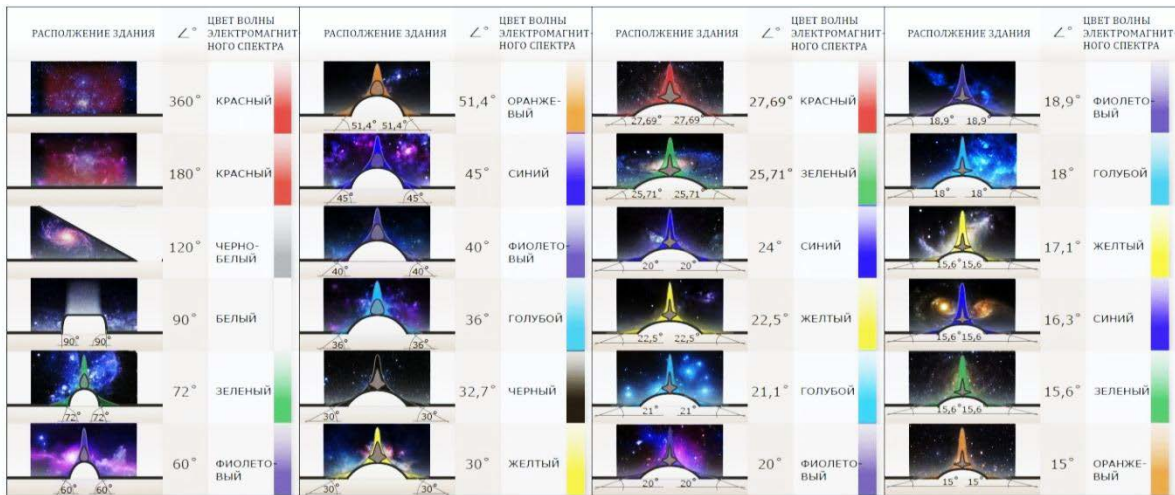 РАСПОЛЖЕНИЕ ЗДАНИЯ ∠°
ЦВЕТ ВОЛНЫ
ЭЛЕКТРОМАГНИТ-
НОГО СПЕКТРА
360° КРАСНЫЙ
180° КРАСНЫЙ
120° ЧЕРНО-
БЕЛЫЙ
90° 90° 90° БЕЛЫЙ
72° 72° 72° ЗЕЛЕНЫЙ
60° 60° 60° ФИОЛЕТО-
ВЫЙ
РАСПОЛЖЕНИЕ ЗДАНИЯ ∠°
ЦВЕТ ВОЛНЫ
ЭЛЕКТРОМАГНИТ-
НОГО СПЕКТРА
51,4° 51,4° 51,4° ОРАНЖЕ-
ВЫЙ
45° 45° 45° СИНИЙ
40° 40° 40° ФИОЛЕТО-
ВЫЙ
36° 36° 36° ГОЛУБОЙ
30° 30° 32,7° ЧЕРНЫЙ
30° 30° 30° ЖЕЛТЫЙ
РАСПОЛЖЕНИЕ ЗДАНИЯ ∠°
ЦВЕТ ВОЛНЫ
ЭЛЕКТРОМАГНИТ-
НОГО СПЕКТРА
27,69° 27,69° 27,69° КРАСНЫЙ
25,71° 25,71° 25,71° ЗЕЛЕНЫЙ
20° 20° 24° СИНИЙ
22,5° 22,5° 22,5° ЖЕЛТЫЙ
21° 21° 21,1° ГОЛУБОЙ
20° 20° 20° ФИОЛЕТО-
ВЫЙ
РАСПОЛЖЕНИЕ ЗДАНИЯ ∠°
ЦВЕТ ВОЛНЫ
ЭЛЕКТРОМАГНИТ-
НОГО СПЕКТРА
18,9° 18,9° 18,9° ФИОЛЕТО-
ВЫЙ
18° 18° 18° ГОЛУБОЙ
15,6° 15,6° 17,1° ЖЕЛТЫЙ
15,6° 15,6° 16,3° СИНИЙ
15,6° 15,6° 15,6° ЗЕЛЕНЫЙ
15° 15° 15° ОРАНЖЕ-
ВЫЙ